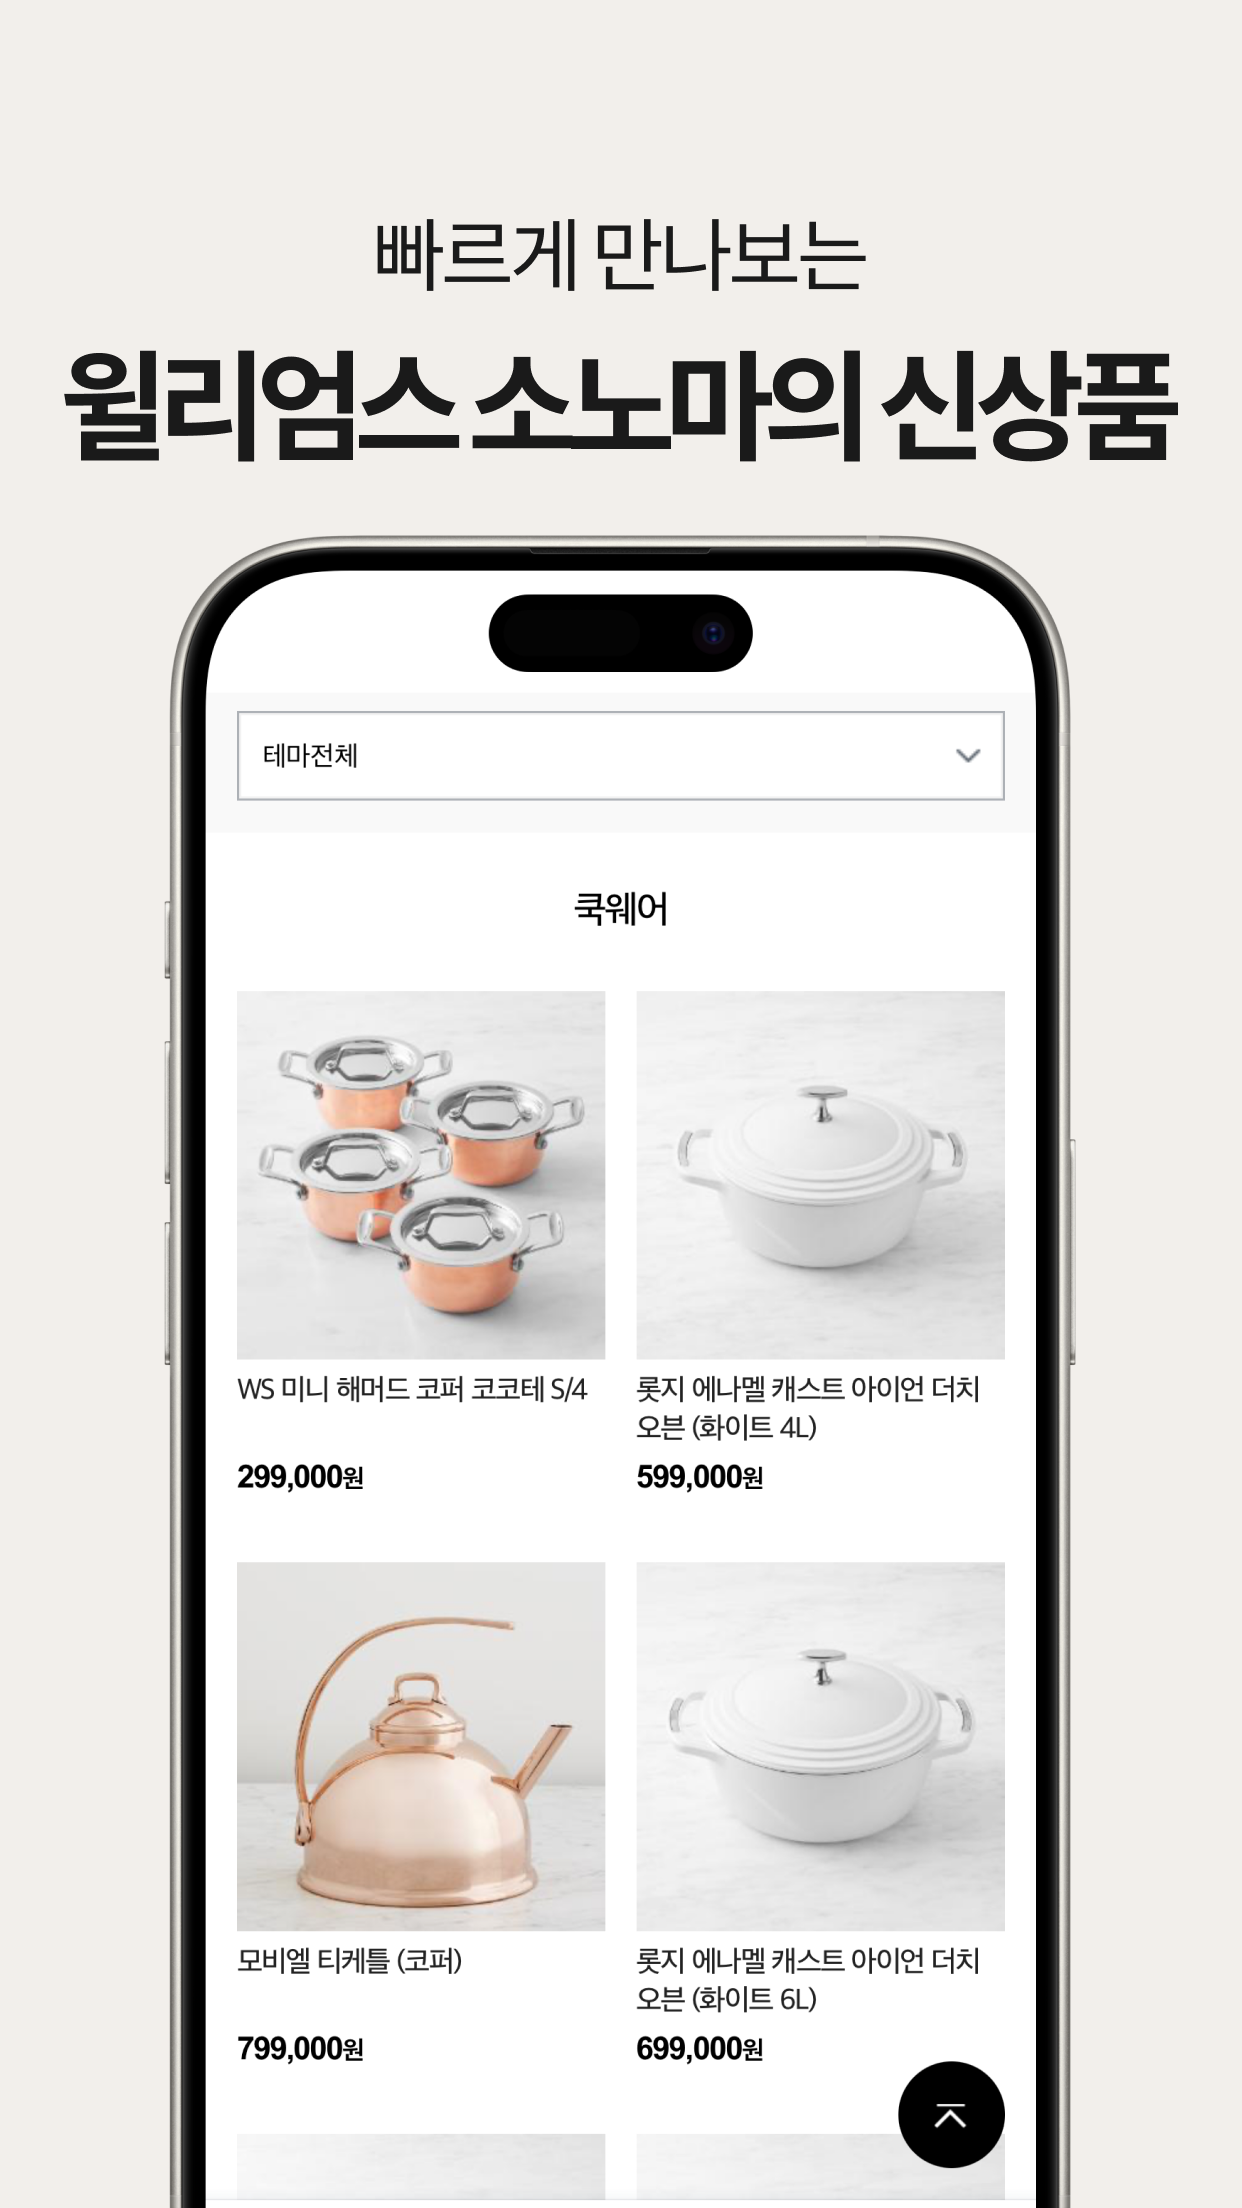 빠르게 만나보는
윌리엄스 소노마의 신상품
테마전체
쿡웨어
WS 미니 해머드 코퍼 코코테 S/4
299,000원
롯지 에나멜 캐스트 아이언 더치
오븐 (화이트 4L)
599,000원
모비엘 티케틀 (코퍼)
799,000원
롯지 에나멜 캐스트 아이언 더치
오븐 (화이트 6L)
699,000원